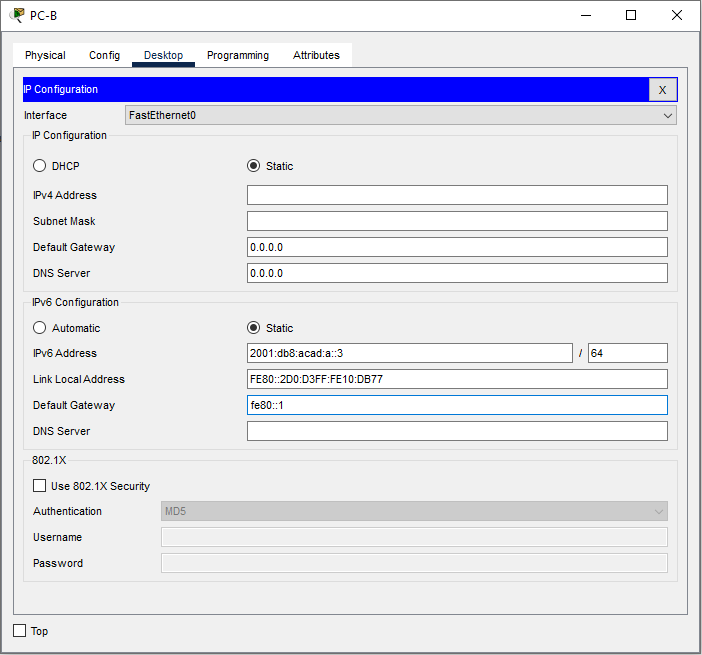 PC-B
Physical Config Desktop Programming Attributes
IP Configuration X
Interface FastEthernet0
IP Configuration
DHCP Static
IPv4 Address
Subnet Mask
Default Gateway 0.0.0.0
DNS Server 0.0.0.0
IPv6 Configuration
Automatic Static
IPv6 Address 2001:db8:acad:a::3 / 64
Link Local Address FE80::2D0:D3FF:FE10:DB77
Default Gateway fe80::1
DNS Server
802.1X
Use 802.1X Security
Authentication MD5
Username
Password
Top